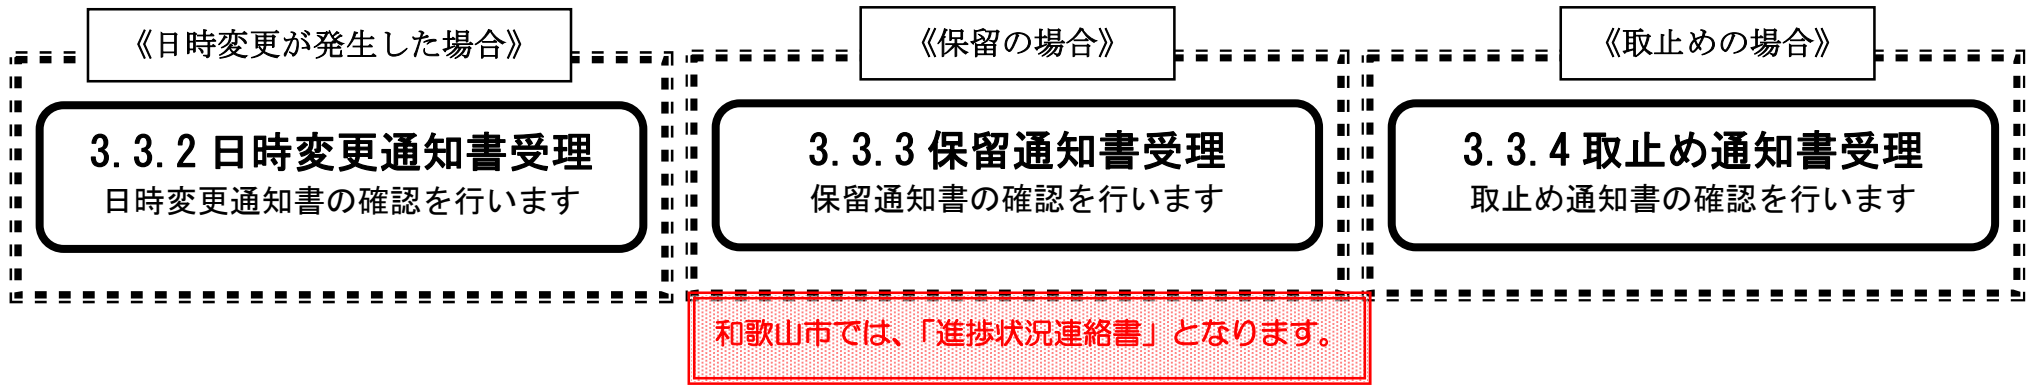 《日時変更が発生した場合》
3.3.2日時変更通知書受理
日時変更通知書の確認を行います
《保留の場合》
3.3.3保留通知書受理
保留通知書の確認を行います
和歌山市では、「進捗状況連絡書」となります。
《取止めの場合》
3.3.4取止め通知書受理
取止め通知書の確認を行います